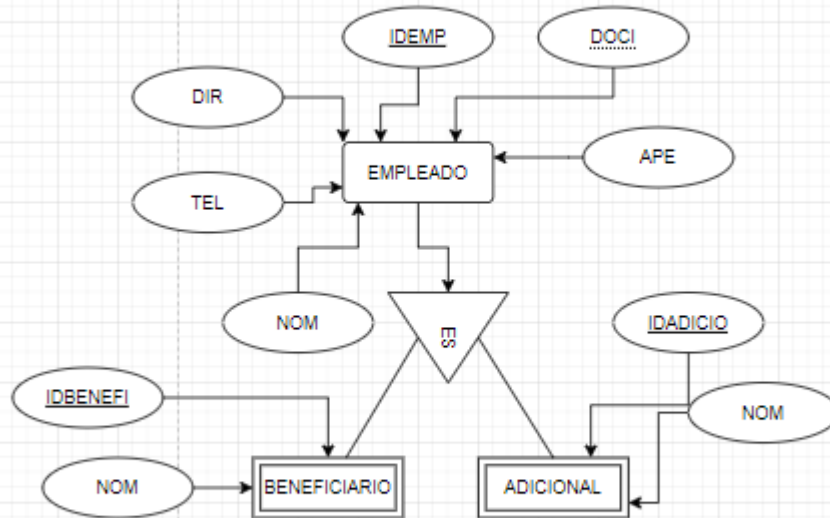 IDEMP
DOCI
DIR
APE
EMPLEADO
TEL
NOM
ES
IDADICIO
IDBENEFI
NOM
NOM
BENEFICIARIO
ADICIONAL